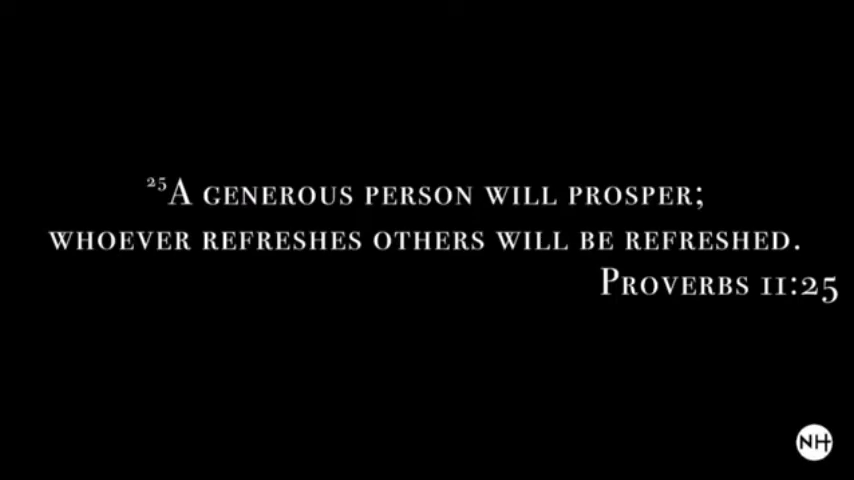 ²⁵A generous person will prosper;
whoever refreshes others will be refreshed.
Proverbs 11:25
NH